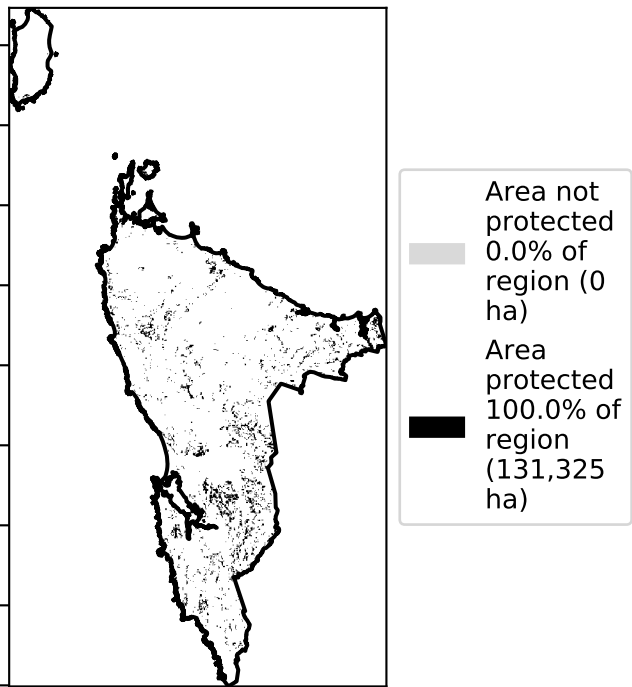 Area not
protected
0.0% of
region (0
ha)
Area
protected
100.0% of
region
(131,325
ha)